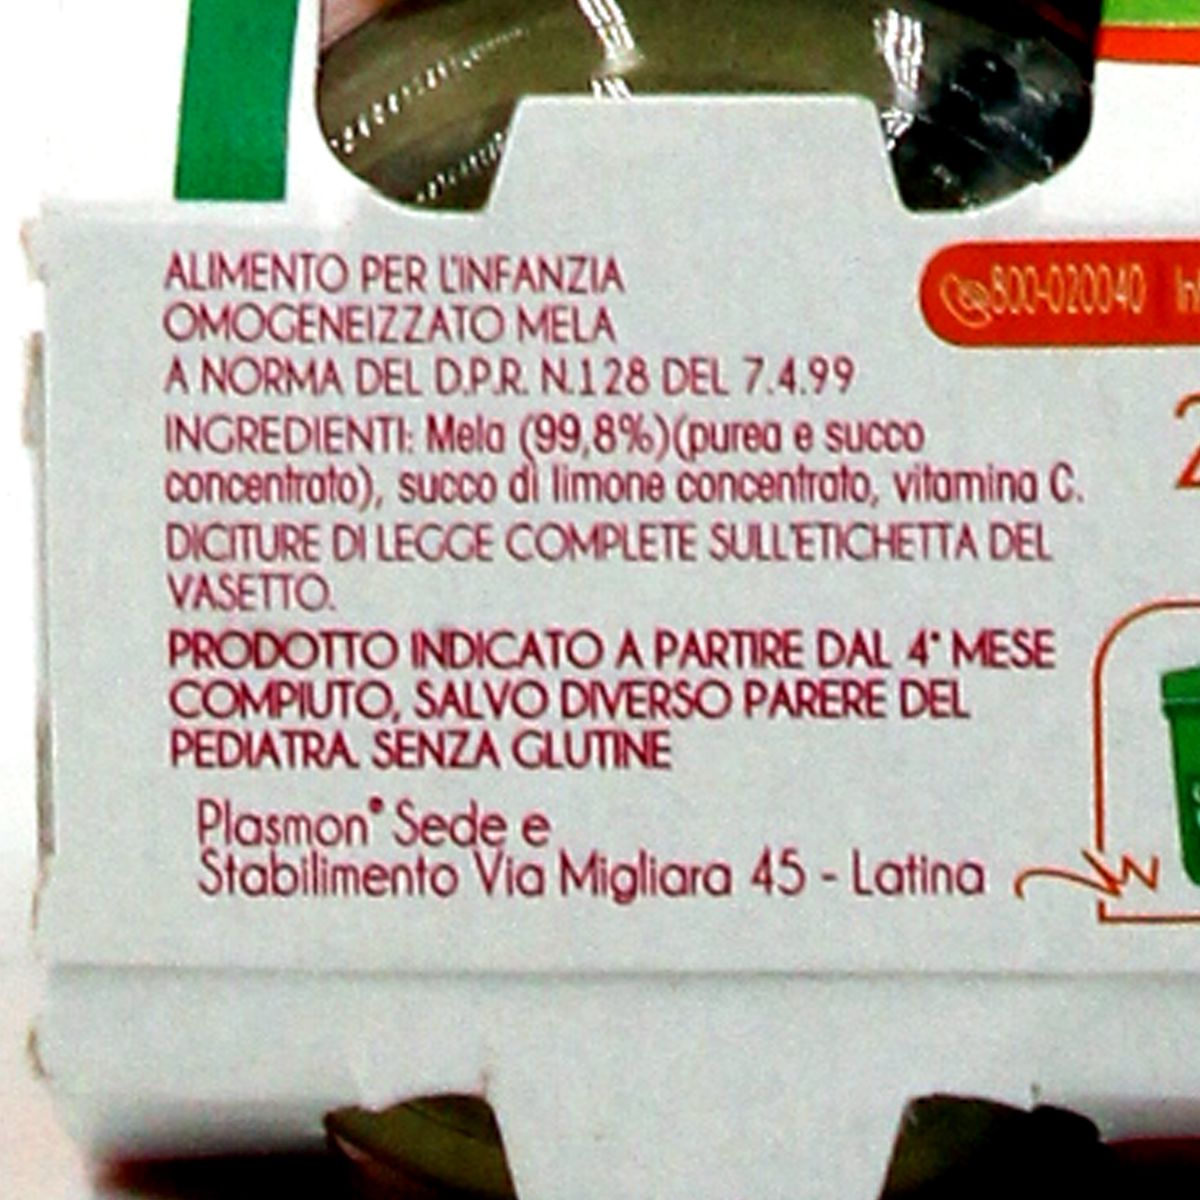 ALIMENTO PER L'INFANZIA
OMOGENEIZZATO MELA
A NORMA DEL D.P.R. N.128 DEL 7.4.99
INGREDIENTI: Mela (99,8%)(purea e succo
concentrato), succo di limone concentrato, vitamina C.
DICITURE DI LEGGE COMPLETE SULL'ETICHETTA DEL
VASETTO.
PRODOTTO INDICATO A PARTIRE DAL 4° MESE
COMPIUTO, SALVO DIVERSO PARERE DEL
PEDIATRA. SENZA GLUTINE
Plasmon® Sede e
Stabilimento Via Migliara 45 - Latina
800-020040